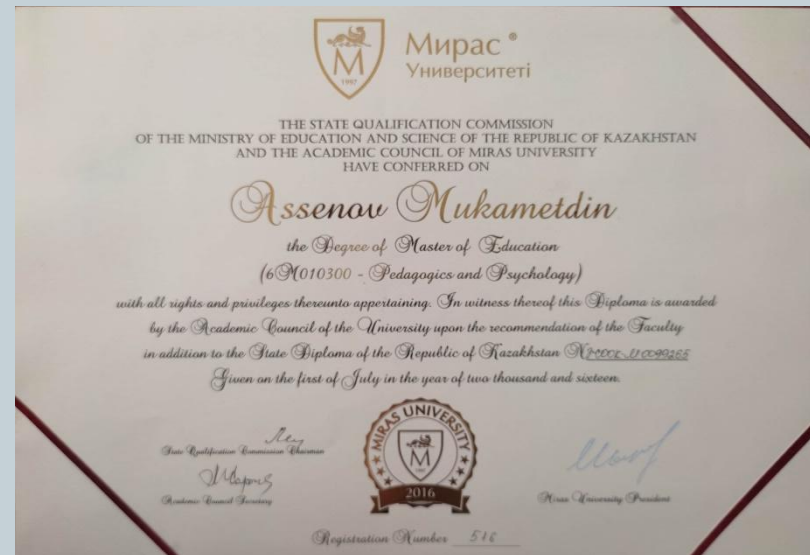 Мирас ®
Университеті
M
1997
THE STATE QUALIFICATION COMMISSION
OF THE MINISTRY OF EDUCATION AND SCIENCE OF THE REPUBLIC OF KAZAKHSTAN
AND THE ACADEMIC COUNCIL OF MIRAS UNIVERSITY
HAVE CONFERRED ON
Assenov Mukametdin
the Degree of Master of Education
(6M010300 - Pedagogics and Psychology)
with all rights and privileges thereunto appertaining. In witness thereof this Diploma is awarded
by the Academic Council of the University upon the recommendation of the Faculty
in addition to the State Diploma of the Republic of Kazakhstan
Given on the first of July in the year of two thousand and sixteen.
State Qualification Commission Chairman
Academic Council Secretary
MIRAS UNIVERSITY
M
2016
Miras University President
Registration Number 516